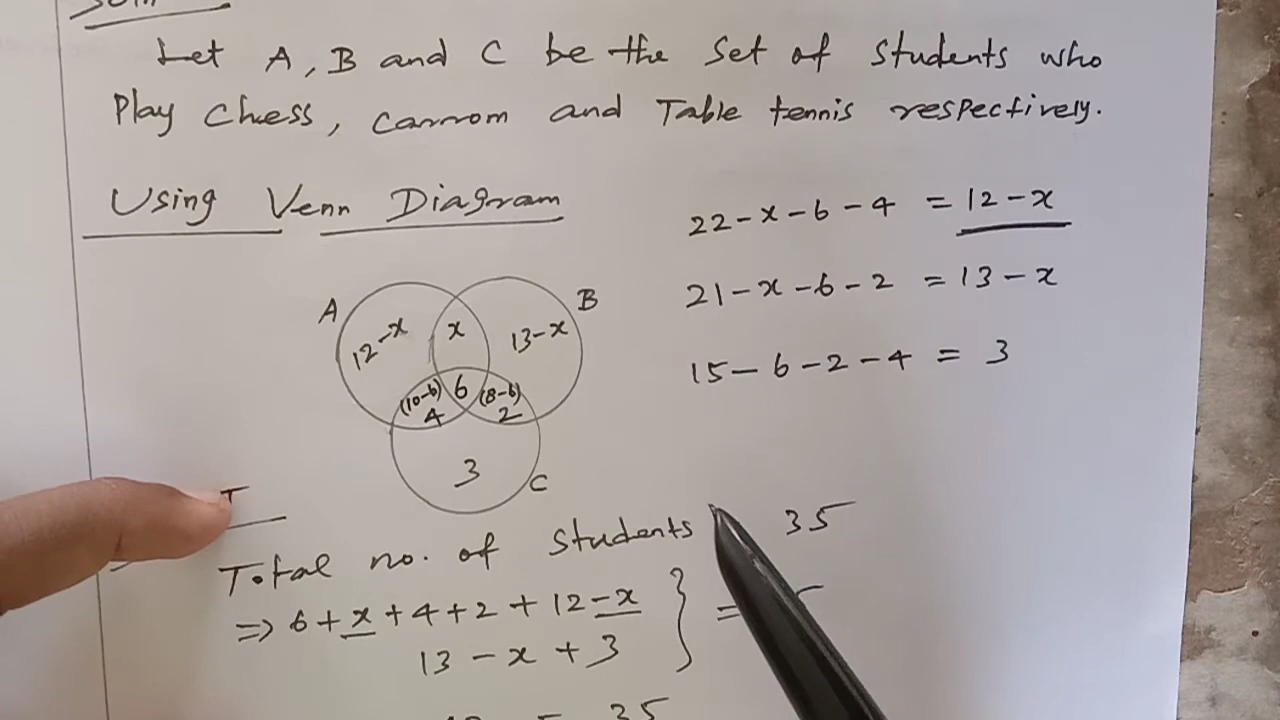 Soln
Let A, B and C be the set of students who
Play Chess, carrom and Table tennis respectively.
Using Venn Diagram
22-x-6-4 = 12-x
21-x-6-2 = 13-x
15-6-2-4 = 3
A
B
12-x
x
13-x
(10-6) 6 (8-6)
4 2
3
C
Total no. of students 35
=> 6+x+4+2+12-x } =
13-x+3
= 35